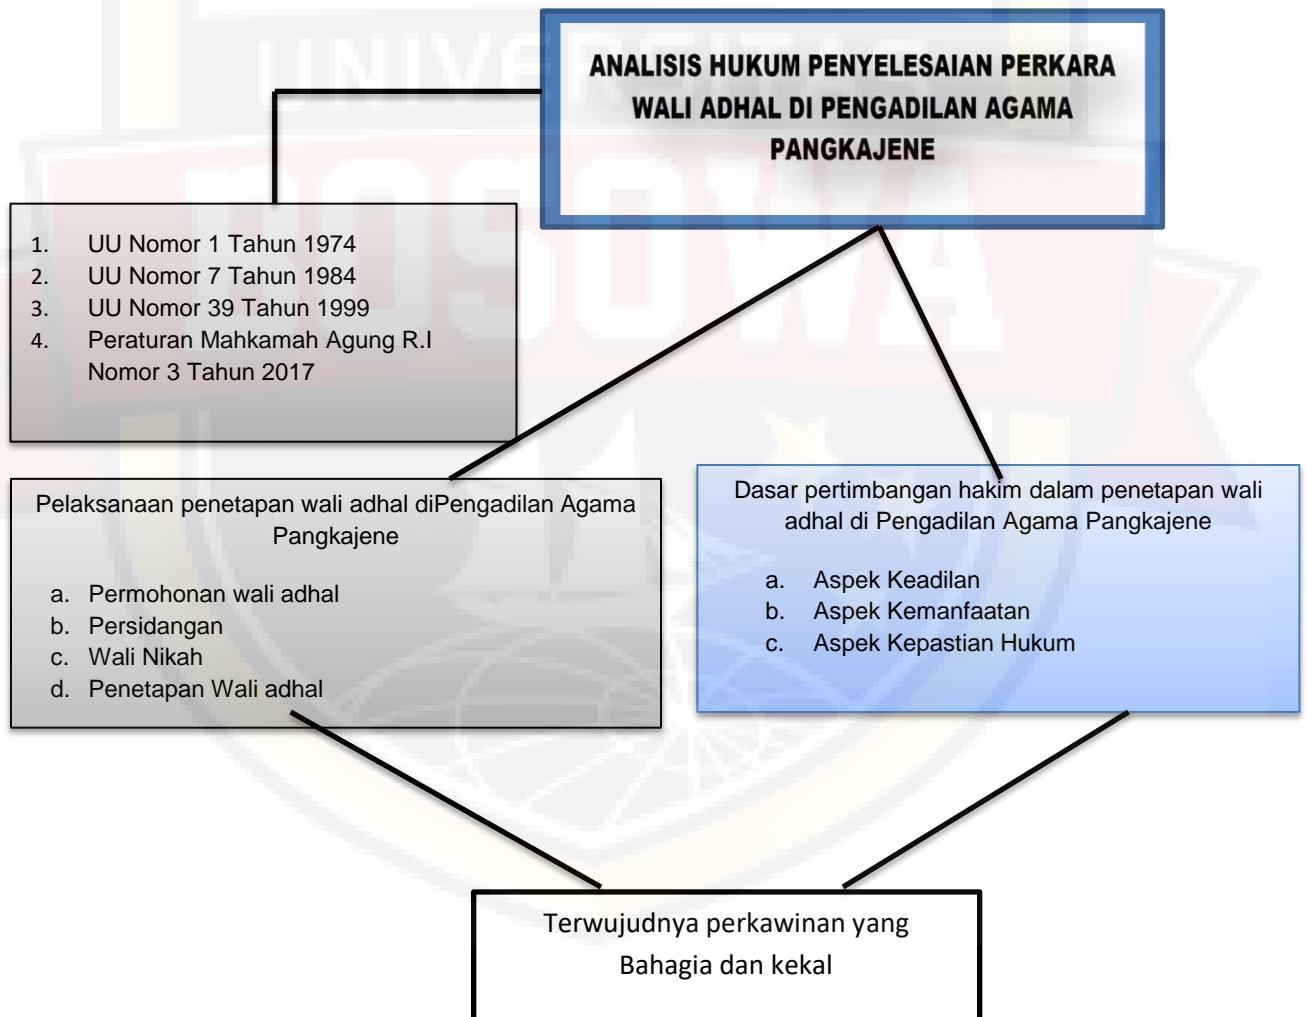 UNIVERSITAS
BOSOWA
ANALISIS HUKUM PENYELESAIAN PERKARA
WALI ADHAL DI PENGADILAN AGAMA
PANGKAJENE
1. UU Nomor 1 Tahun 1974
2. UU Nomor 7 Tahun 1984
3. UU Nomor 39 Tahun 1999
4. Peraturan Mahkamah Agung R.I
Nomor 3 Tahun 2017
Pelaksanaan penetapan wali adhal diPengadilan Agama
Pangkajene
a. Permohonan wali adhal
b. Persidangan
c. Wali Nikah
d. Penetapan Wali adhal
Dasar pertimbangan hakim dalam penetapan wali
adhal di Pengadilan Agama Pangkajene
a. Aspek Keadilan
b. Aspek Kemanfaatan
c. Aspek Kepastian Hukum
Terwujudnya perkawinan yang
Bahagia dan kekal